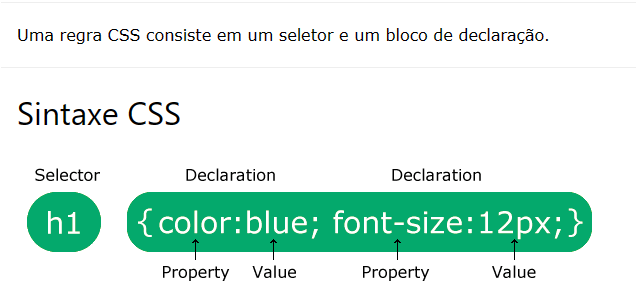 Uma regra CSS consiste em um seletor e um bloco de declaração.
Sintaxe CSS
Selector Declaration Declaration
h1 {color:blue; font-size:12px;}
Property Value Property Value